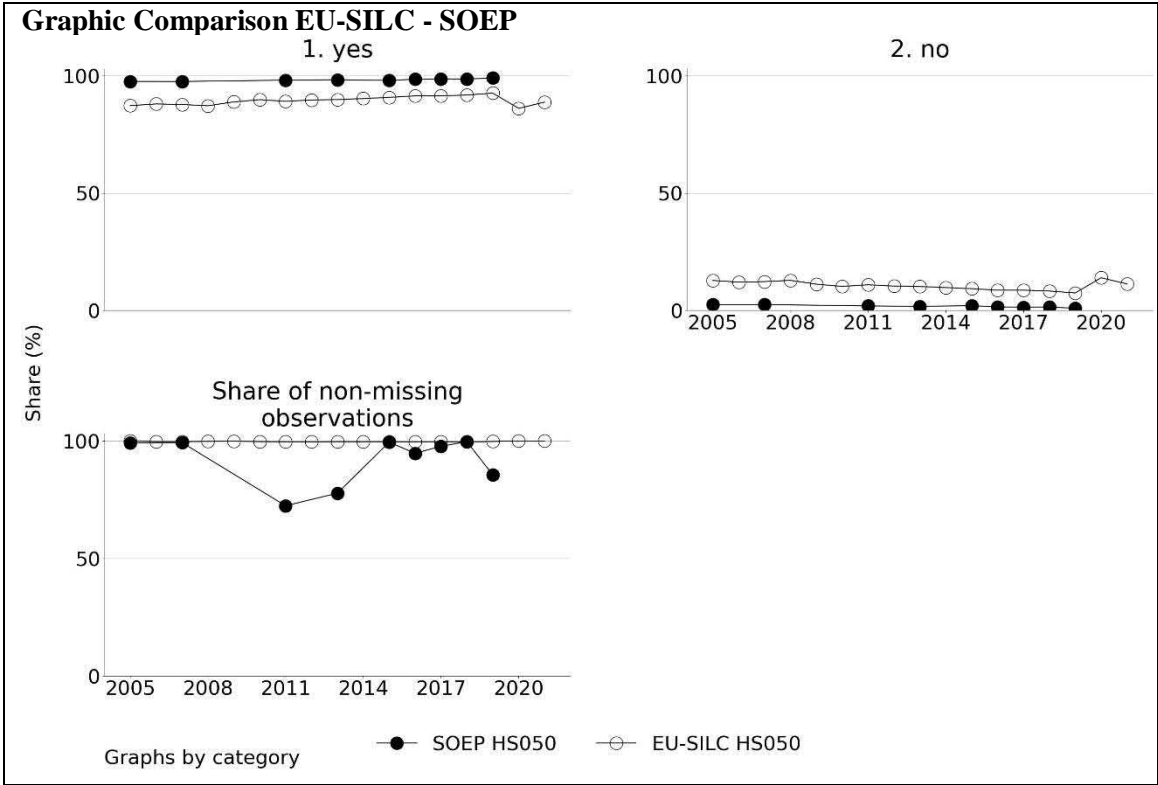 Graphic Comparison EU-SILC - SOEP
1. yes
100
50
0
2. no
100
50
0
2005 2008 2011 2014 2017 2020
Share (%)
Share of non-missing
observations
100
50
0
2005 2008 2011 2014 2017 2020
SOEP HS050 EU-SILC HS050
Graphs by category